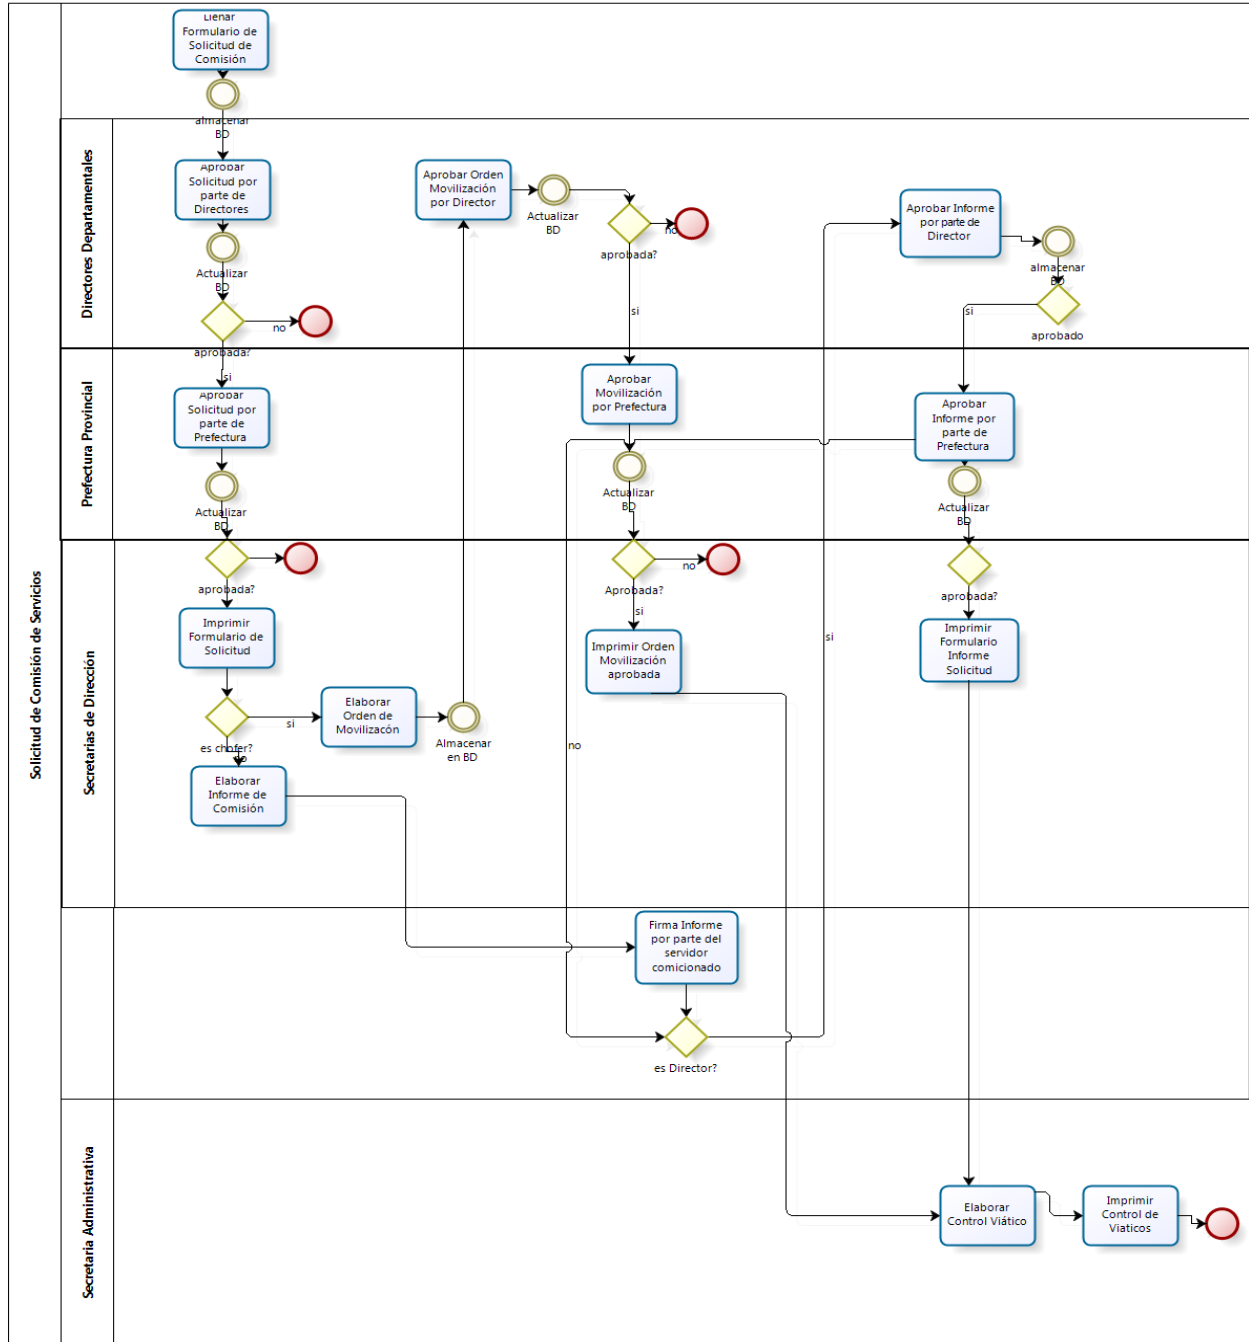 Solicitud de Comisión de Servicios
Llenar
Formulario de
Solicitud de
Comisión
almacenar
BD
Directores Departamentales
Aprobar
Solicitud por
parte de
Directores
Actualizar
BD
aprobada?
no
si
Aprobar Orden
Movilización
por Director
Actualizar
BD
aprobada?
no
si
Aprobar Informe
por parte de
Director
almacenar
BD
aprobado
si
Prefectura Provincial
Aprobar
Solicitud por
parte de
Prefectura
Actualizar
BD
Aprobar
Movilización
por Prefectura
Actualizar
BD
Aprobar
Informe por
parte de
Prefectura
Actualizar
BD
Secretarias de Dirección
aprobada?
Imprimir
Formulario de
Solicitud
es chofer?
si
no
Elaborar
Orden de
Movilizacón
Almacenar
en BD
Elaborar
Informe de
Comisión
Aprobada?
no
si
Imprimir Orden
Movilización
aprobada
no
si
aprobada?
Imprimir
Formulario
Informe
Solicitud
Firma Informe
por parte del
servidor
comicionado
es Director?
Secretaria Administrativa
Elaborar
Control Viático
Imprimir
Control de
Viaticos